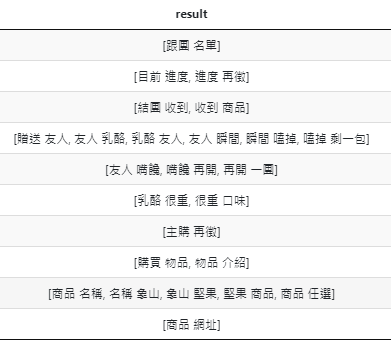 result
[跟團 名單]
[目前 進度, 進度 再徵]
[結團 收到, 收到 商品]
[贈送 友人, 友人 乳酪, 乳酪 友人, 友人 瞬間, 瞬間 嗑掉, 嗑掉 剩一包]
[友人 嘴饞, 嘴饞 再開, 再開 一團]
[乳酪 很重, 很重 口味]
[主購 再徵]
[購買 物品, 物品 介紹]
[商品 名稱, 名稱 象山, 象山 堅果, 堅果 商品, 商品 任選]
[商品 網址]